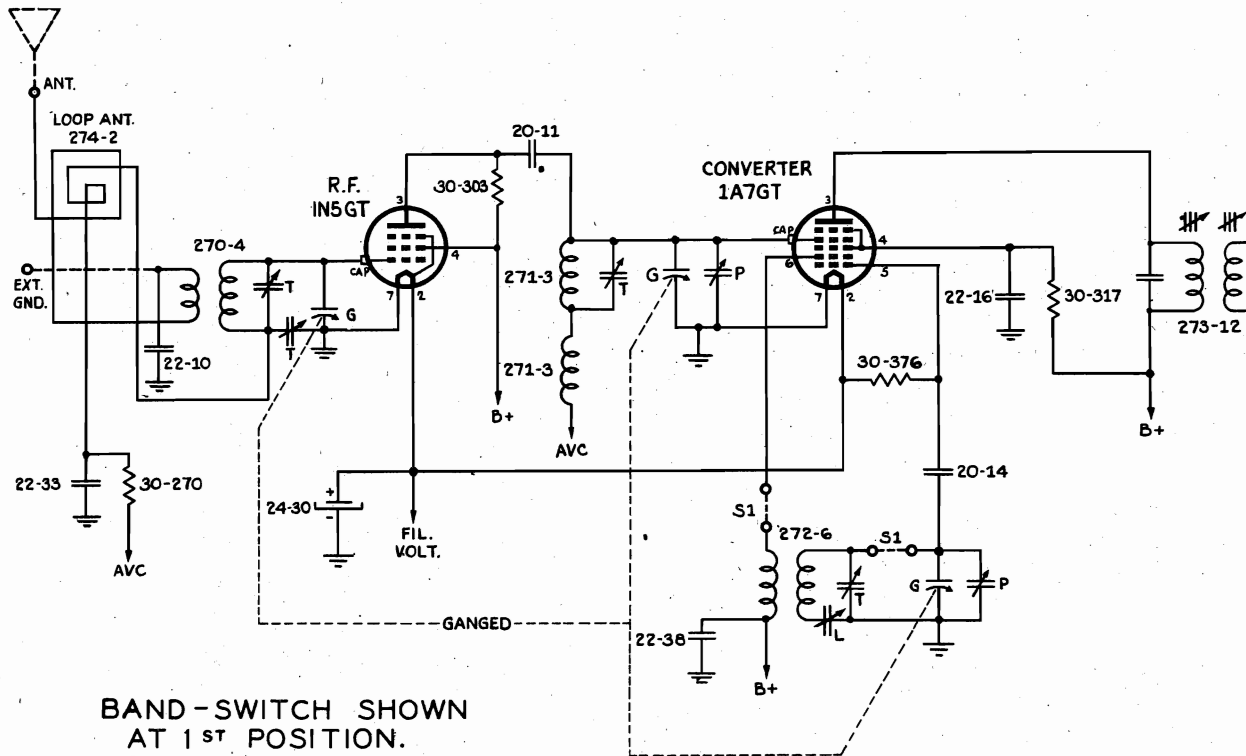 ANT.
LOOP ANT.
274-2
EXT.
GND.
22-10
270-4
T
T
G
CAP
R.F.
1N5GT
3
4
7
2
30-303
20-11
B+
271-3
T
271-3
AVC
G
P
CONVERTER
1A7GT
CAP
3
4
5
6
7
2
22-16
30-317
273-12
B+
30-376
20-14
22-33
30-270
AVC
24-30
+
-
FIL.
VOLT.
S1
272-6
S1
T
L
G
P
22-38
B+
GANGED
BAND-SWITCH SHOWN
AT 1ST POSITION.